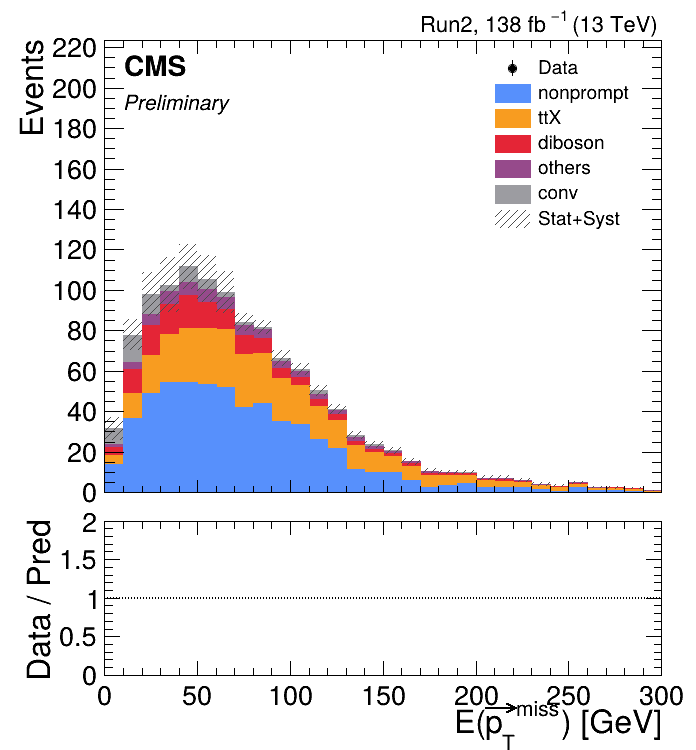 Run2, 138 fb⁻¹ (13 TeV)
Events
220
200
180
160
140
120
100
80
60
40
20
0
CMS
Preliminary
Data
nonprompt
ttX
diboson
others
conv
Stat+Syst
Data / Pred
2
1.5
1
0.5
0
0 50 100 150 200 250 300
E(p_T^miss) [GeV]